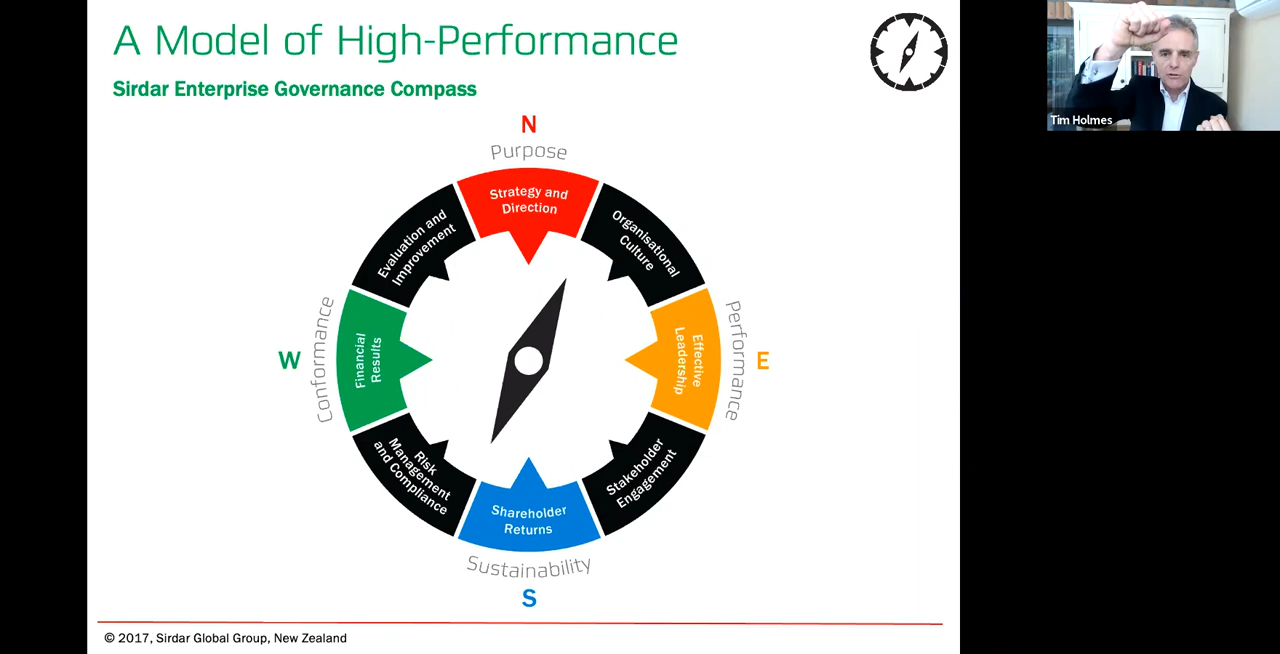 A Model of High-Performance
Sirdar Enterprise Governance Compass
Tim Holmes
N
Purpose
Strategy and
Direction
Organisational
Culture
Performance
E
Effective
Leadership
Stakeholder
Engagement
Shareholder
Returns
Sustainability
S
Risk
Management
and Compliance
Conformance
W
Financial
Results
Evaluation and
Improvement
© 2017, Sirdar Global Group, New Zealand